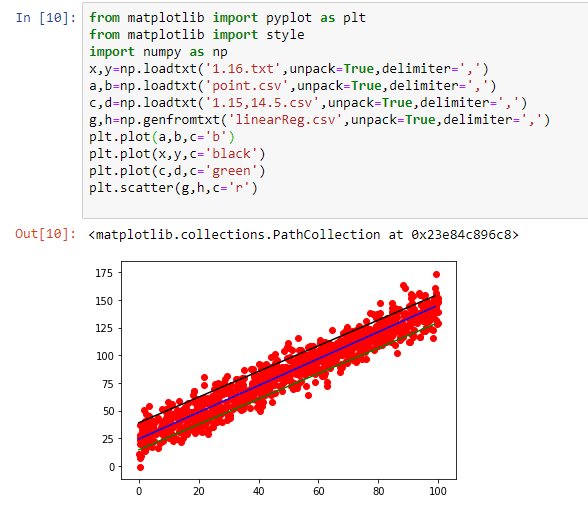 In [10]: from matplotlib import pyplot as plt
from matplotlib import style
import numpy as np
x,y=np.loadtxt('1.16.txt',unpack=True,delimiter=',')
a,b=np.loadtxt('point.csv',unpack=True,delimiter=',')
c,d=np.loadtxt('1.15,14.5.csv',unpack=True,delimiter=',')
g,h=np.genfromtxt('linearReg.csv',unpack=True,delimiter=',')
plt.plot(a,b,c='b')
plt.plot(x,y,c='black')
plt.plot(c,d,c='green')
plt.scatter(g,h,c='r')
Out[10]: <matplotlib.collections.PathCollection at 0x23e84c896c8>
175
150
125
100
75
50
25
0
0 20 40 60 80 100